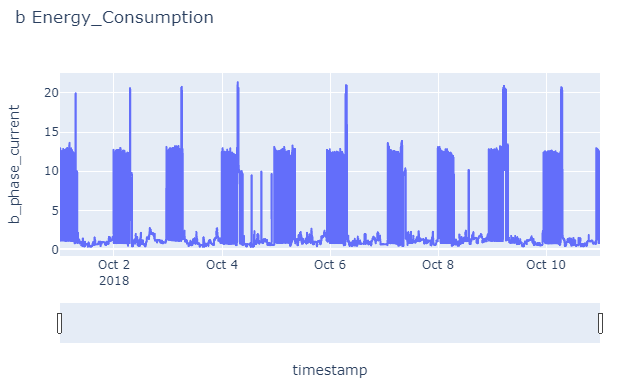 b Energy_Consumption
b_phase_current
20
15
10
5
0
Oct 2
2018
Oct 4
Oct 6
Oct 8
Oct 10
timestamp